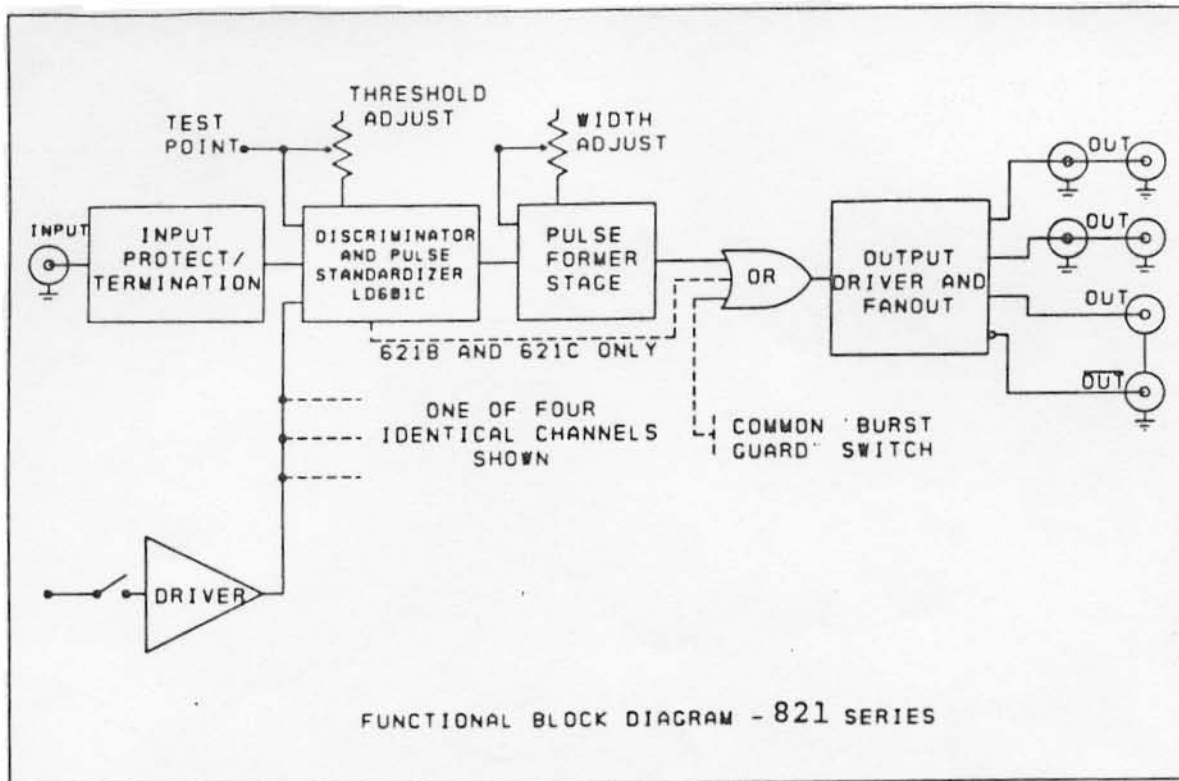 THRESHOLD
ADJUST
TEST
POINT
WIDTH
ADJUST
INPUT
INPUT
PROTECT/
TERMINATION
DISCRIMINATOR
AND PULSE
STANDARDIZER
LD601C
PULSE
FORMER
STAGE
OR
OUTPUT
DRIVER AND
FANOUT
OUT
OUT
OUT
OUT
621B AND 621C ONLY
ONE OF FOUR
IDENTICAL CHANNELS
SHOWN
COMMON 'BURST
GUARD' SWITCH
DRIVER
FUNCTIONAL BLOCK DIAGRAM - 821 SERIES